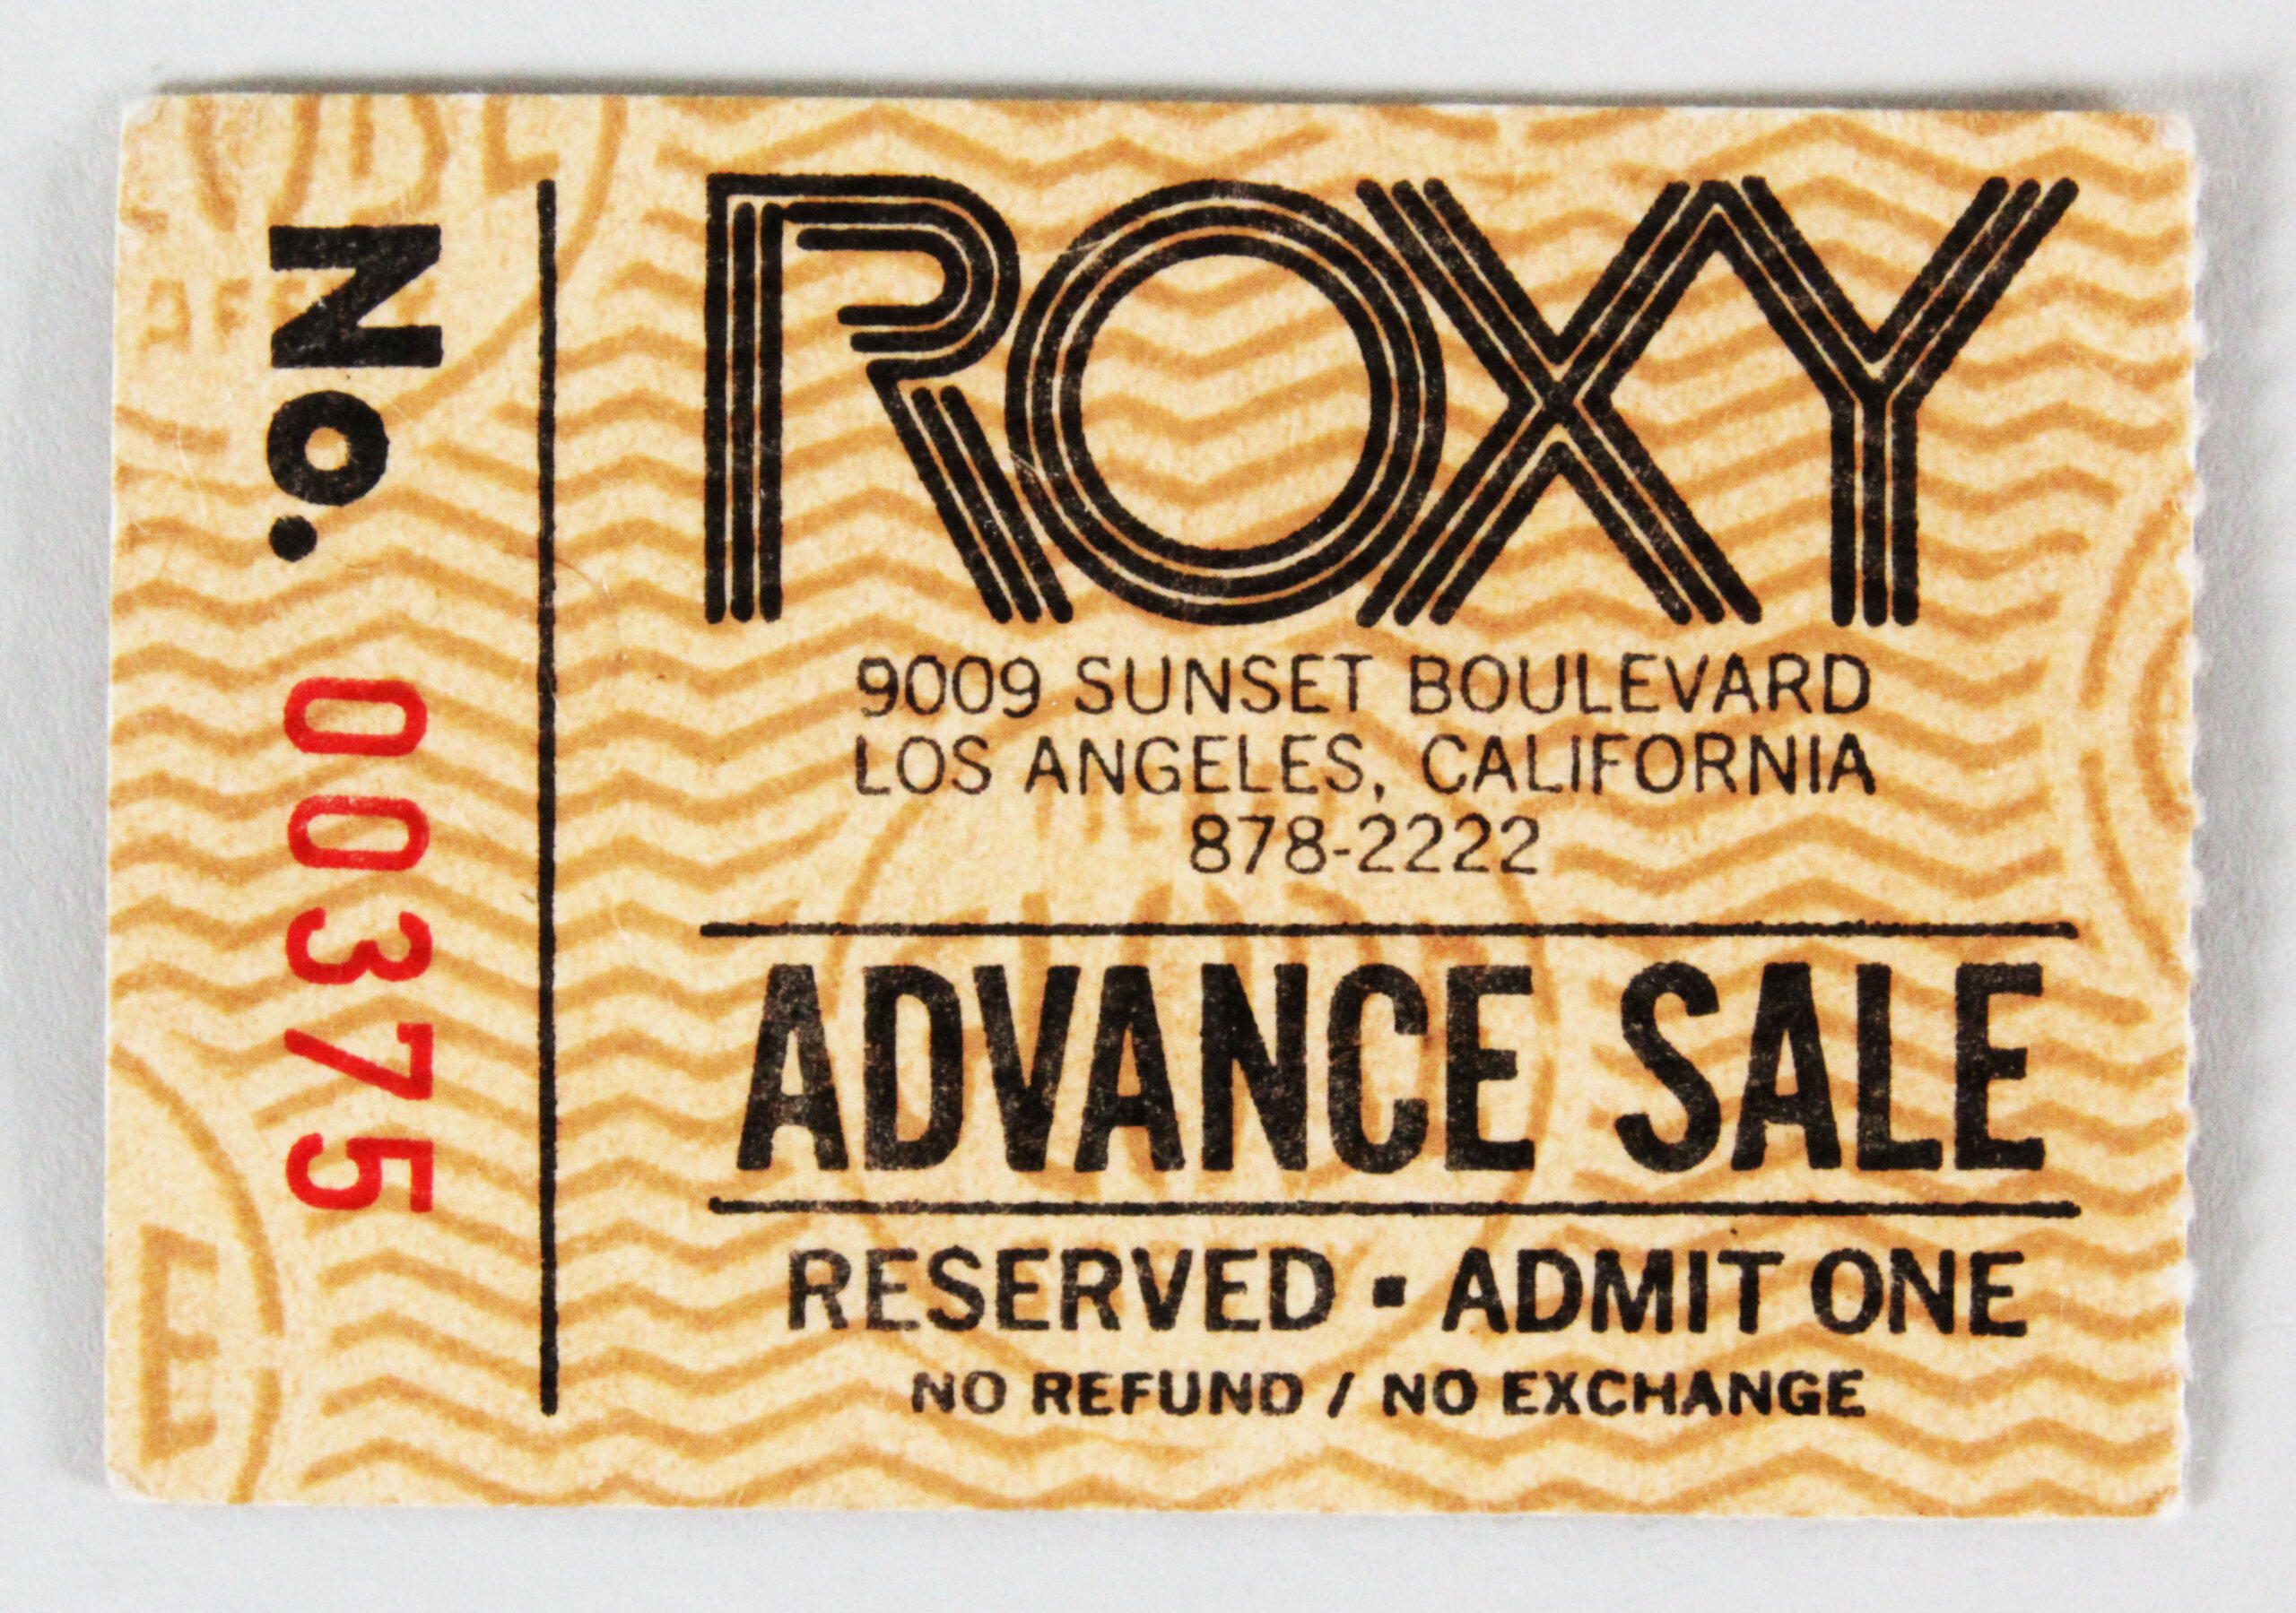 No. 00375
ROXY
9009 SUNSET BOULEVARD
LOS ANGELES, CALIFORNIA
878-2222
ADVANCE SALE
RESERVED ▪ ADMIT ONE
NO REFUND / NO EXCHANGE